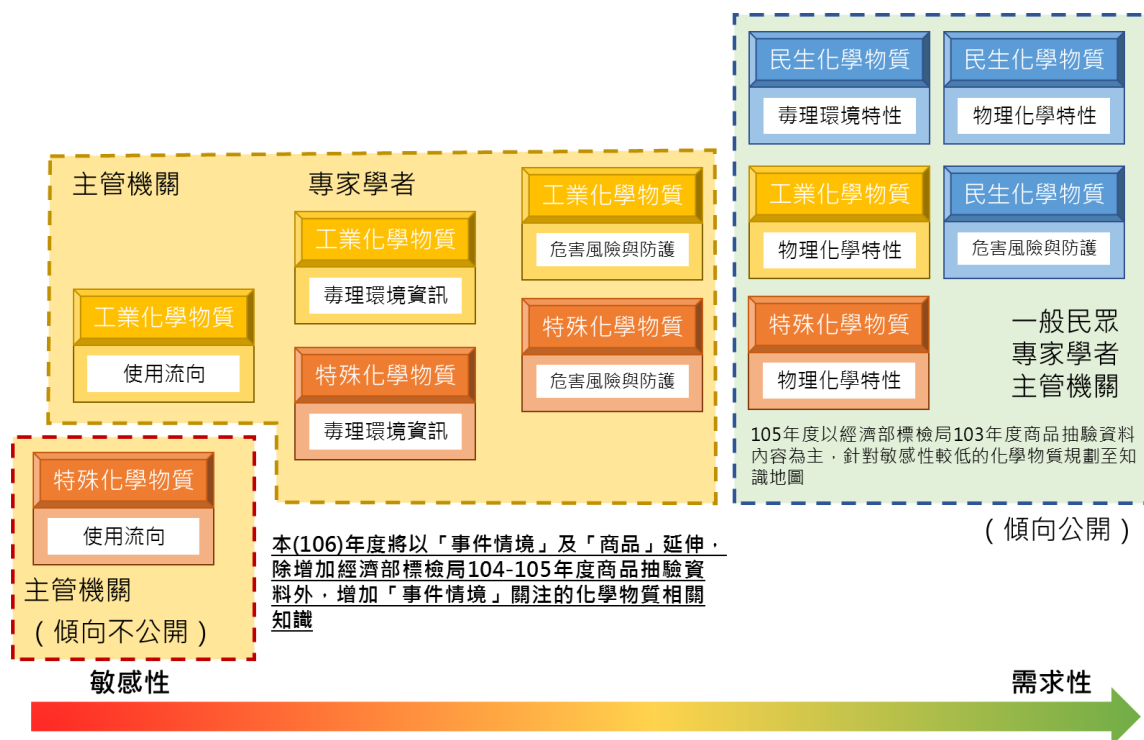 民生化學物質
毒理環境特性
民生化學物質
物理化學特性
工業化學物質
物理化學特性
民生化學物質
危害風險與防護
特殊化學物質
物理化學特性
一般民眾
專家學者
主管機關
105年度以經濟部標檢局103年度商品抽驗資料
內容為主，針對敏感性較低的化學物質規劃至知
識地圖
（傾向公開）
主管機關
專家學者
工業化學物質
危害風險與防護
工業化學物質
毒理環境資訊
工業化學物質
使用流向
特殊化學物質
危害風險與防護
特殊化學物質
毒理環境資訊
特殊化學物質
使用流向
主管機關
（傾向不公開）
本(106)年度將以「事件情境」及「商品」延伸，
除增加經濟部標檢局104-105年度商品抽驗資
料外，增加「事件情境」關注的化學物質相關
知識
敏感性
需求性